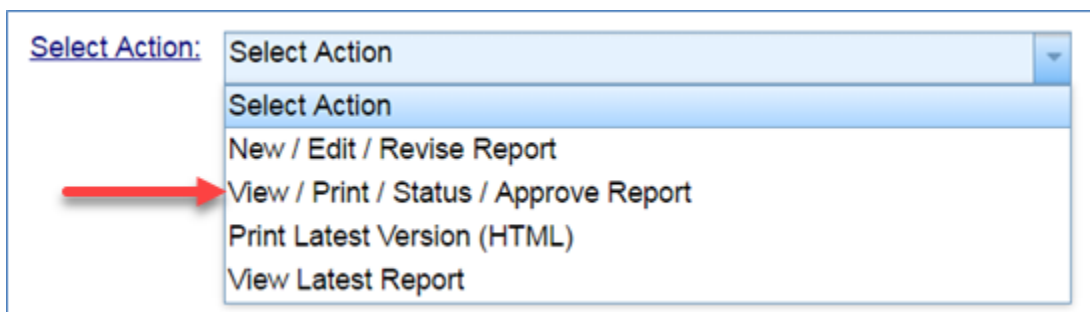 Select Action: Select Action
Select Action
New / Edit / Revise Report
View / Print / Status / Approve Report
Print Latest Version (HTML)
View Latest Report